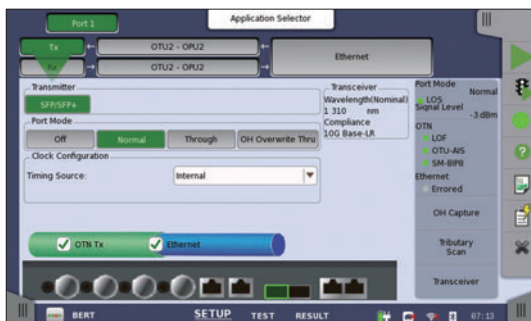 Port 1
Application Selector
Tx
OTU2 - OPU2
Ethernet
Rx
OTU2 - OPU2
Transmitter
SFP/SFP+
Port Mode
Off
Normal
Through
OH Overwrite Thru
Clock Configuration
Timing Source:
Internal
Transceiver
Wavelength(Nominal)
1 310 nm
Compliance
10G Base-LR
Port Mode
Normal
LOS
Signal Level
-3 dBm
OTN
LOF
OTU-AIS
SM-BIP8
Ethernet
Errored
OH Capture
Tributary
Scan
Transceiver
OTN Tx
Ethernet
BERT
SETUP
TEST
RESULT
07:13